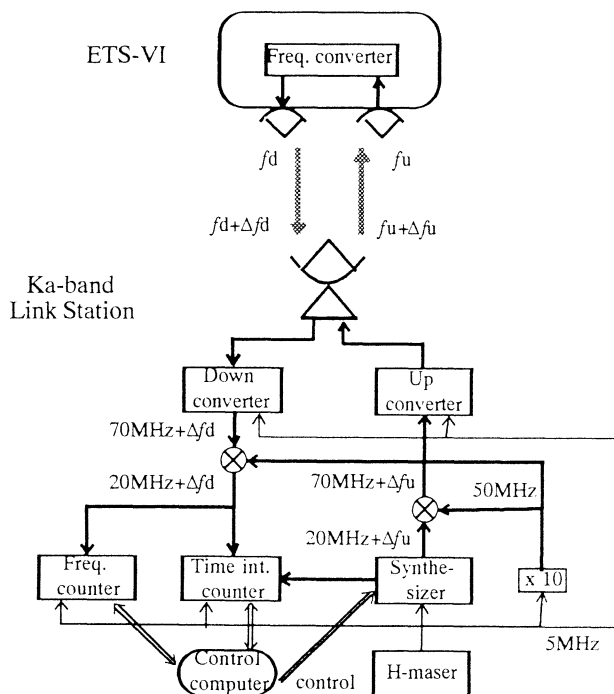 ETS-VI
Freq. converter
fd
fu
fd+Δfd
fu+Δfu
Ka-band
Link Station
Down
converter
Up
converter
70MHz+Δfd
20MHz+Δfd
70MHz+Δfu
50MHz
20MHz+Δfu
Freq.
counter
Time int.
counter
Synthe-
sizer
x 10
5MHz
Control
computer
control
H-maser